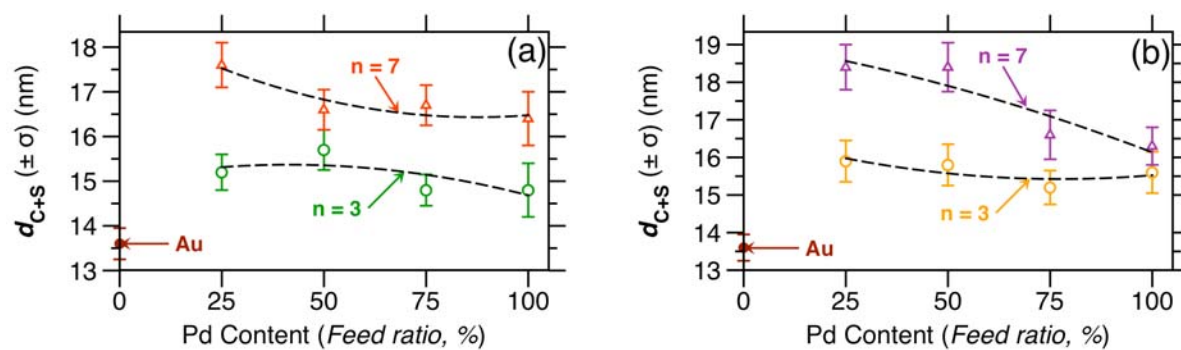 (a)
18
17
16
15
14
13
d_C+S (± σ) (nm)
n = 7
n = 3
Au
0 25 50 75 100
Pd Content (Feed ratio, %)
(b)
19
18
17
16
15
14
13
d_C+S (± σ) (nm)
n = 7
n = 3
Au
0 25 50 75 100
Pd Content (Feed ratio, %)